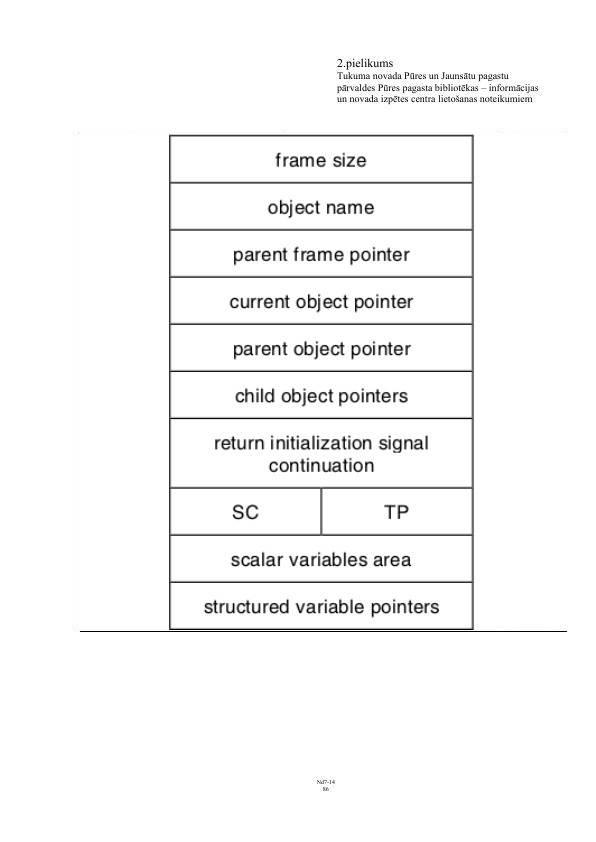 2.pielikums
Tukuma novada Pūres un Jaunsātu pagastu
pārvaldes Pūres pagasta bibliotēkas – informācijas
un novada izpētes centra lietošanas noteikumiem
frame size
object name
parent frame pointer
current object pointer
parent object pointer
child object pointers
return initialization signal
continuation
SC TP
scalar variables area
structured variable pointers
Nd7-14
86